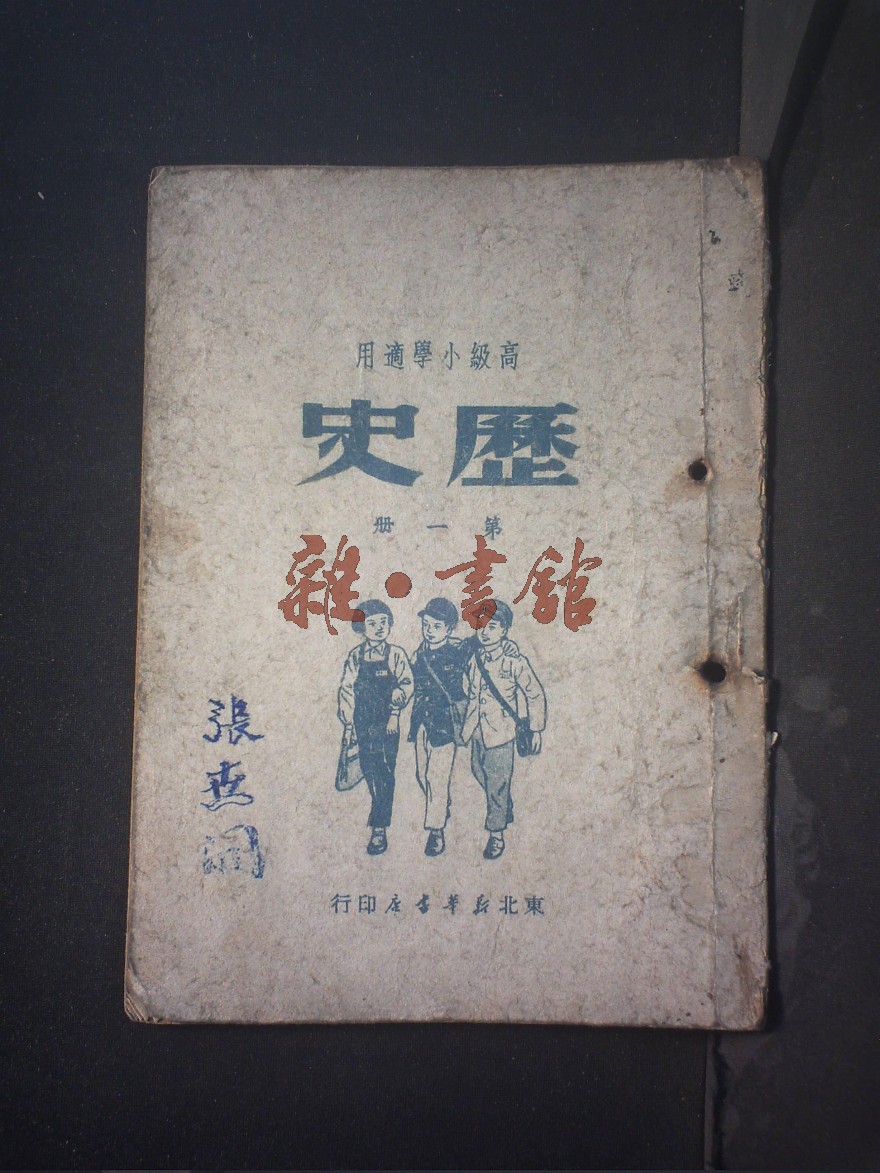 高級小學適用
歷史
第一册
雜·書館
張
東北新華書店印行